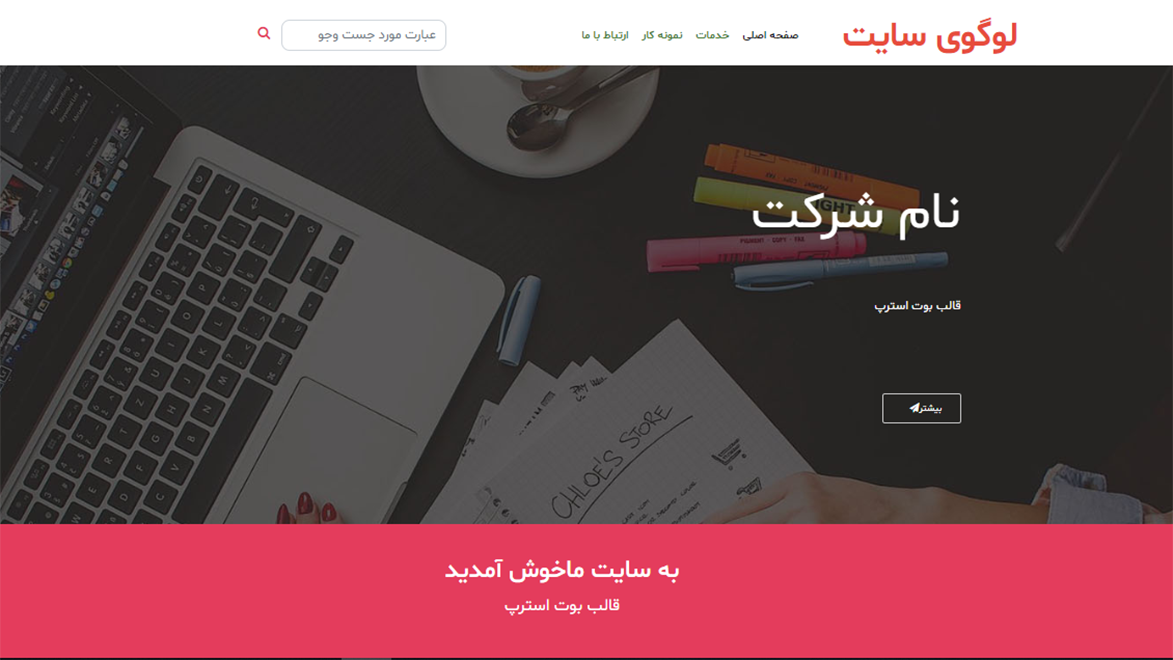 لوگوی سایت
صفحه اصلی
خدمات
نمونه کار
ارتباط با ما
عبارت مورد جست وجو
نام شرکت
قالب بوت استرپ
بیشتر
CHLOE'S STORE
به سایت ماخوش آمدید
قالب بوت استرپ